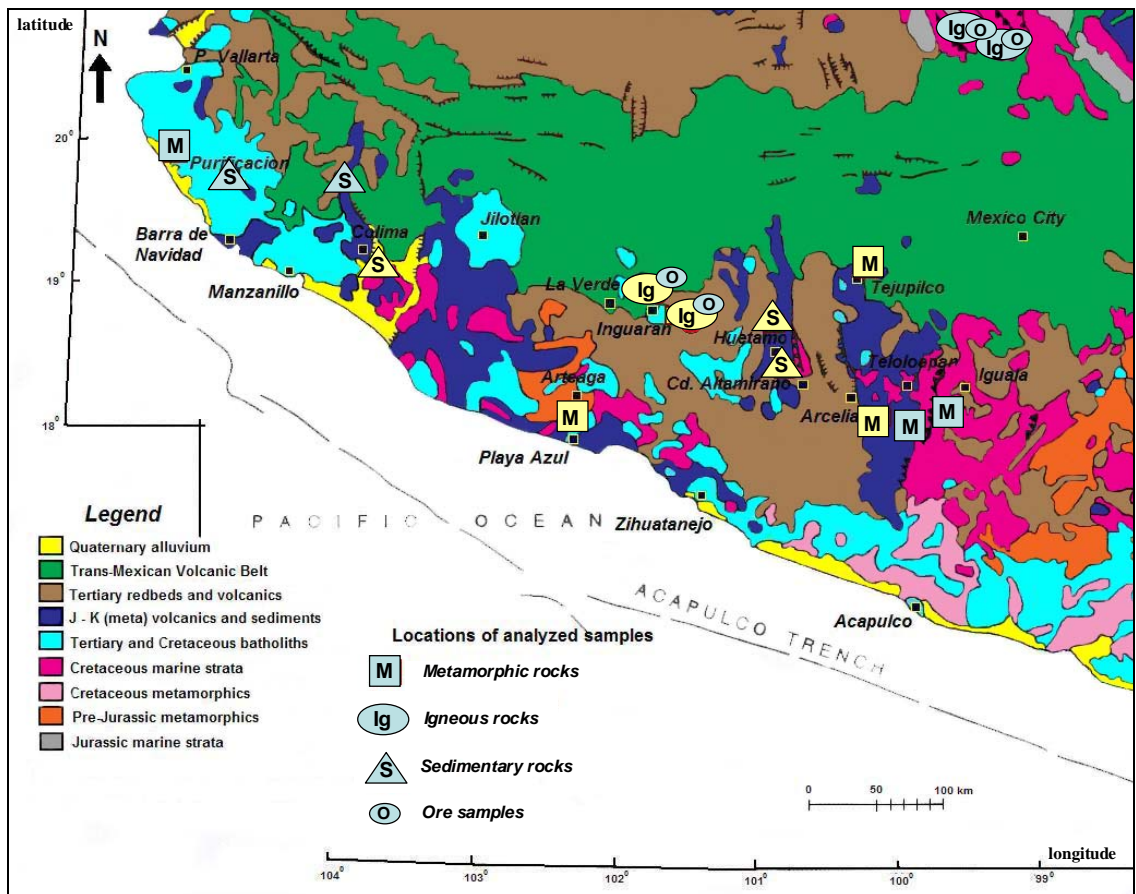 latitude
N
P. Vallarta
Ig
O
Ig
O
20°
M
Purificacion
S
S
Barra de
Navidad
Colima
S
Jilotlan
Mexico City
19°
Manzanillo
La Verde
Ig
O
Inguaran
Ig
O
M
Tejupilco
S
Huetamo
S
Cd. Altamirano
Teloloapan
Iguala
Arteaga
M
Arcelia
M
M
M
18°
Playa Azul
Zihuatanejo
PACIFIC OCEAN
ACAPULCO TRENCH
Acapulco
Legend
Quaternary alluvium
Trans-Mexican Volcanic Belt
Tertiary redbeds and volcanics
J - K (meta) volcanics and sediments
Tertiary and Cretaceous batholiths
Cretaceous marine strata
Cretaceous metamorphics
Pre-Jurassic metamorphics
Jurassic marine strata
Locations of analyzed samples
M Metamorphic rocks
Ig Igneous rocks
S Sedimentary rocks
O Ore samples
0 50 100 km
longitude
104° 103° 102° 101° 100° 99°